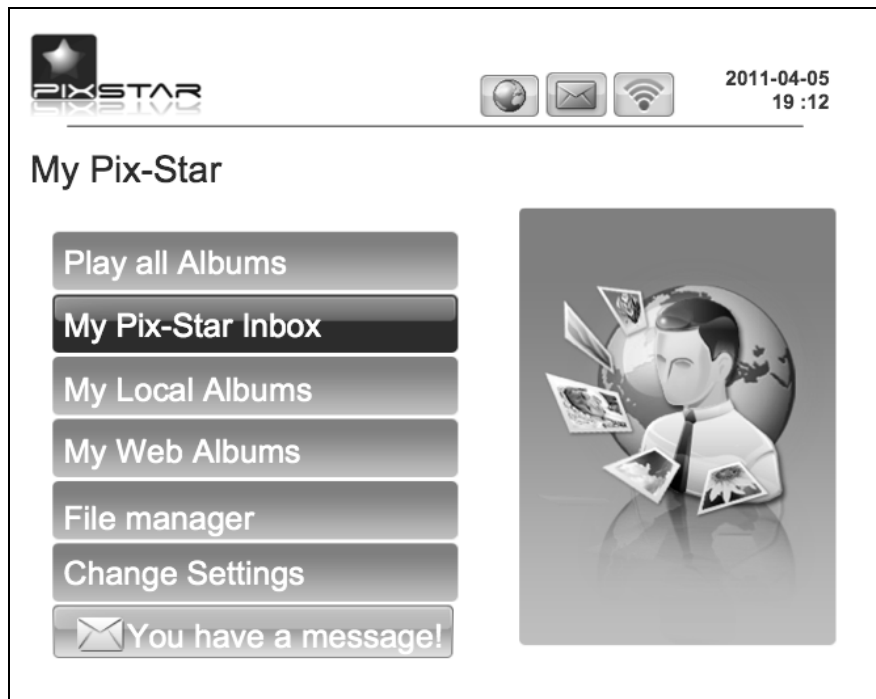 PIXSTAR
2011-04-05
19 :12
My Pix-Star
Play all Albums
My Pix-Star Inbox
My Local Albums
My Web Albums
File manager
Change Settings
You have a message!